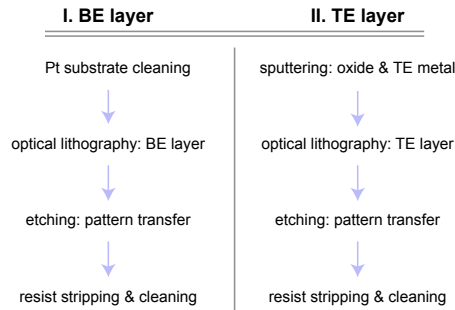 I. BE layer
Pt substrate cleaning
optical lithography: BE layer
etching: pattern transfer
resist stripping & cleaning
II. TE layer
sputtering: oxide & TE metal
optical lithography: TE layer
etching: pattern transfer
resist stripping & cleaning